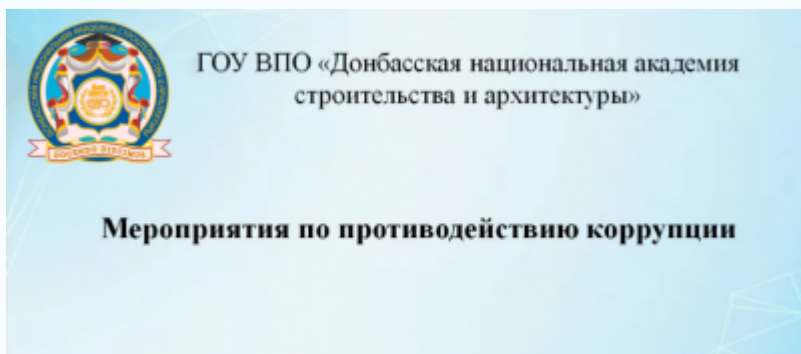 ГОУ ВПО «Донбасская национальная академия
строительства и архитектуры»
Мероприятия по противодействию коррупции